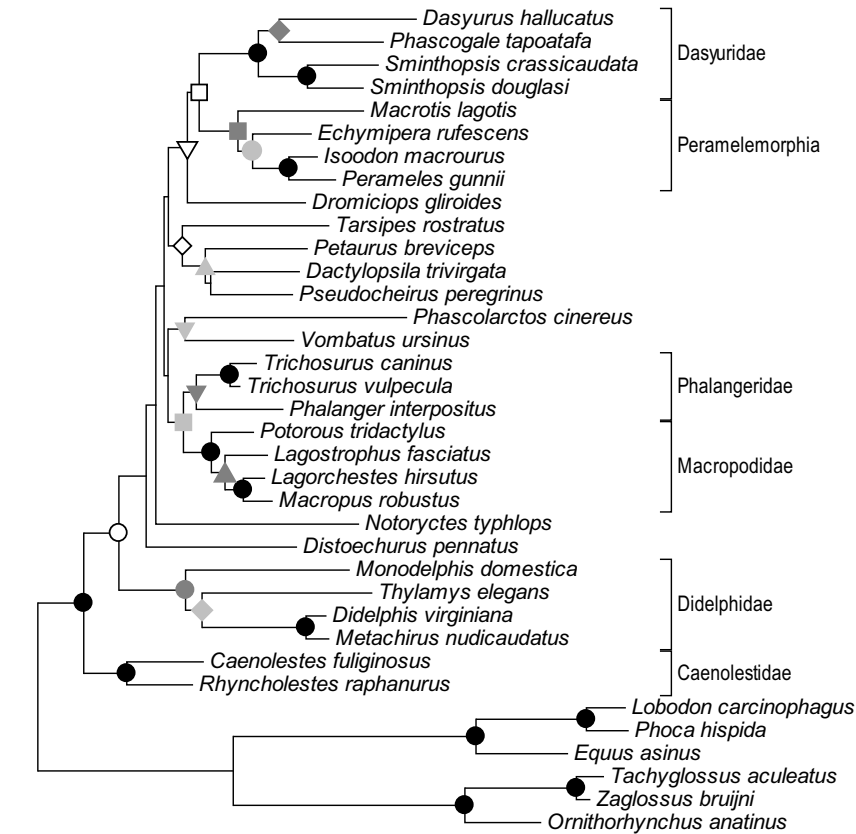 Dasyurus hallucatus
Phascogale tapoatafa
Dasyuridae
Sminthopsis crassicaudata
Sminthopsis douglasi
Macrotis lagotis
Echymipera rufescens
Peramelemorphia
Isoodon macrourus
Perameles gunnii
Dromiciops gliroides
Tarsipes rostratus
Petaurus breviceps
Dactylopsila trivirgata
Pseudocheirus peregrinus
Phascolarctos cinereus
Vombatus ursinus
Trichosurus caninus
Trichosurus vulpecula
Phalangeridae
Phalanger interpositus
Potorous tridactylus
Lagostrophus fasciatus
Macropodidae
Lagorchestes hirsutus
Macropus robustus
Notoryctes typhlops
Distoechurus pennatus
Monodelphis domestica
Thylamys elegans
Didelphidae
Didelphis virginiana
Metachirus nudicaudatus
Caenolestes fuliginosus
Caenolestidae
Rhyncholestes raphanurus
Lobodon carcinophagus
Phoca hispida
Equus asinus
Tachyglossus aculeatus
Zaglossus bruijni
Ornithorhynchus anatinus